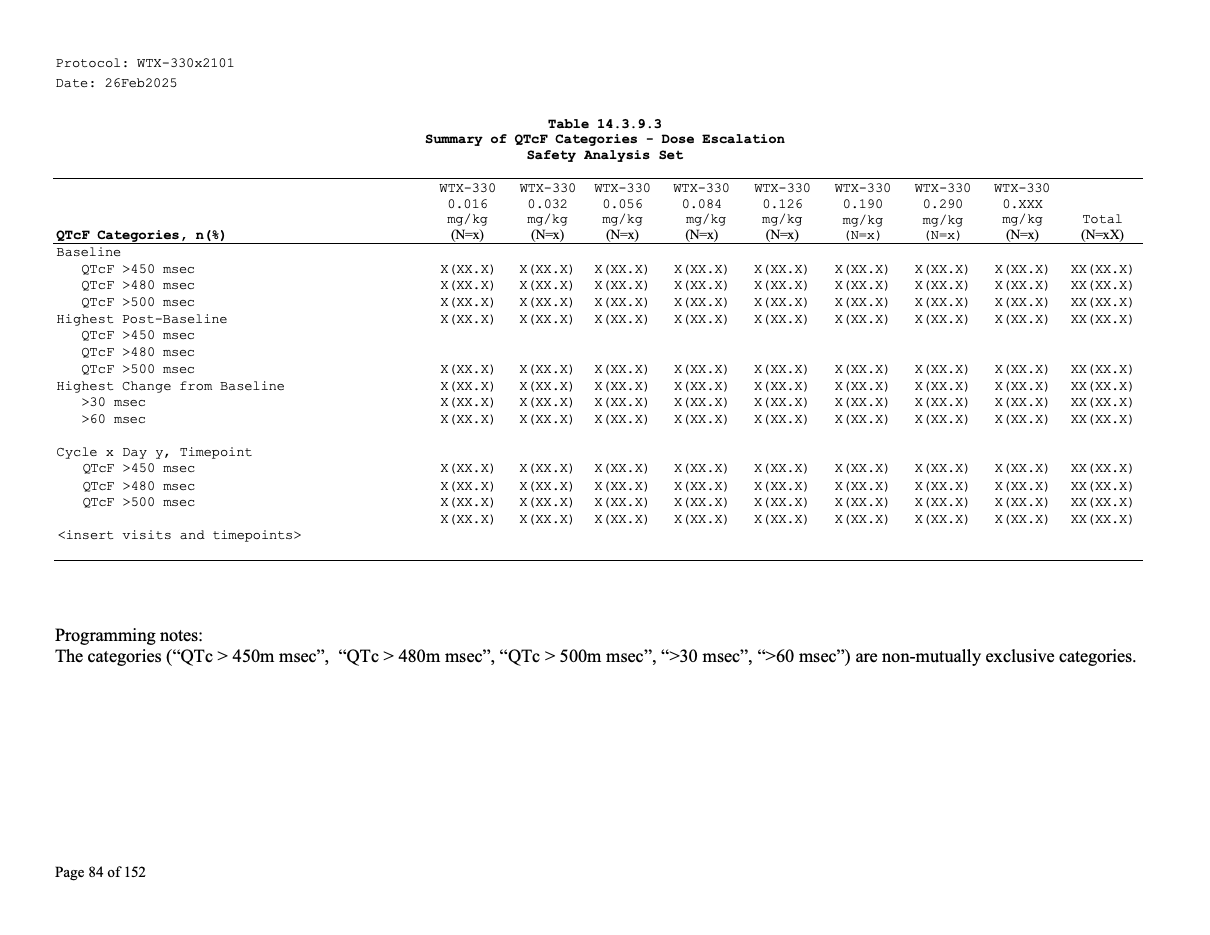 Protocol: WTX-330x2101
Date: 26Feb2025
Table 14.3.9.3
Summary of QTcF Categories - Dose Escalation
Safety Analysis Set
WTX-330 WTX-330 WTX-330 WTX-330 WTX-330 WTX-330 WTX-330 WTX-330
0.016 0.032 0.056 0.084 0.126 0.190 0.290 0.XXX
mg/kg mg/kg mg/kg mg/kg mg/kg mg/kg mg/kg mg/kg Total
QTcF Categories, n(%) (N=x) (N=x) (N=x) (N=x) (N=x) (N=x) (N=x) (N=x) (N=xX)
Baseline
QTcF >450 msec X(XX.X) X(XX.X) X(XX.X) X(XX.X) X(XX.X) X(XX.X) X(XX.X) X(XX.X) XX(XX.X)
QTcF >480 msec X(XX.X) X(XX.X) X(XX.X) X(XX.X) X(XX.X) X(XX.X) X(XX.X) X(XX.X) XX(XX.X)
QTcF >500 msec X(XX.X) X(XX.X) X(XX.X) X(XX.X) X(XX.X) X(XX.X) X(XX.X) X(XX.X) XX(XX.X)
Highest Post-Baseline X(XX.X) X(XX.X) X(XX.X) X(XX.X) X(XX.X) X(XX.X) X(XX.X) X(XX.X) XX(XX.X)
QTcF >450 msec
QTcF >480 msec
QTcF >500 msec X(XX.X) X(XX.X) X(XX.X) X(XX.X) X(XX.X) X(XX.X) X(XX.X) X(XX.X) XX(XX.X)
Highest Change from Baseline X(XX.X) X(XX.X) X(XX.X) X(XX.X) X(XX.X) X(XX.X) X(XX.X) X(XX.X) XX(XX.X)
>30 msec X(XX.X) X(XX.X) X(XX.X) X(XX.X) X(XX.X) X(XX.X) X(XX.X) X(XX.X) XX(XX.X)
>60 msec X(XX.X) X(XX.X) X(XX.X) X(XX.X) X(XX.X) X(XX.X) X(XX.X) X(XX.X) XX(XX.X)
Cycle x Day y, Timepoint
QTcF >450 msec X(XX.X) X(XX.X) X(XX.X) X(XX.X) X(XX.X) X(XX.X) X(XX.X) X(XX.X) XX(XX.X)
QTcF >480 msec X(XX.X) X(XX.X) X(XX.X) X(XX.X) X(XX.X) X(XX.X) X(XX.X) X(XX.X) XX(XX.X)
QTcF >500 msec X(XX.X) X(XX.X) X(XX.X) X(XX.X) X(XX.X) X(XX.X) X(XX.X) X(XX.X) XX(XX.X)
X(XX.X) X(XX.X) X(XX.X) X(XX.X) X(XX.X) X(XX.X) X(XX.X) X(XX.X) XX(XX.X)
<insert visits and timepoints>
Programming notes:
The categories (“QTc > 450m msec”, “QTc > 480m msec”, “QTc > 500m msec”, “>30 msec”, “>60 msec”) are non-mutually exclusive categories.
Page 84 of 152